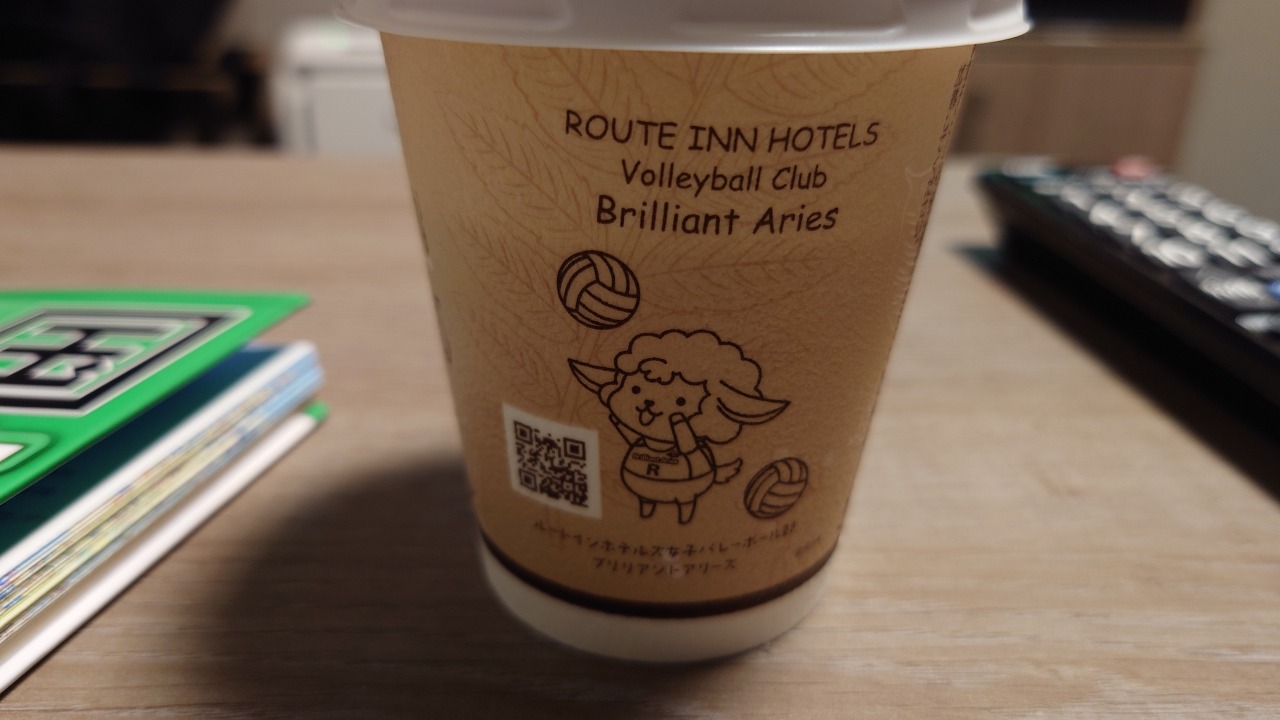 ROUTE INN HOTELS
Volleyball Club
Brilliant Aries
R
ルートインホテルズ女子バレーボール部
ブリリアントアリーズ